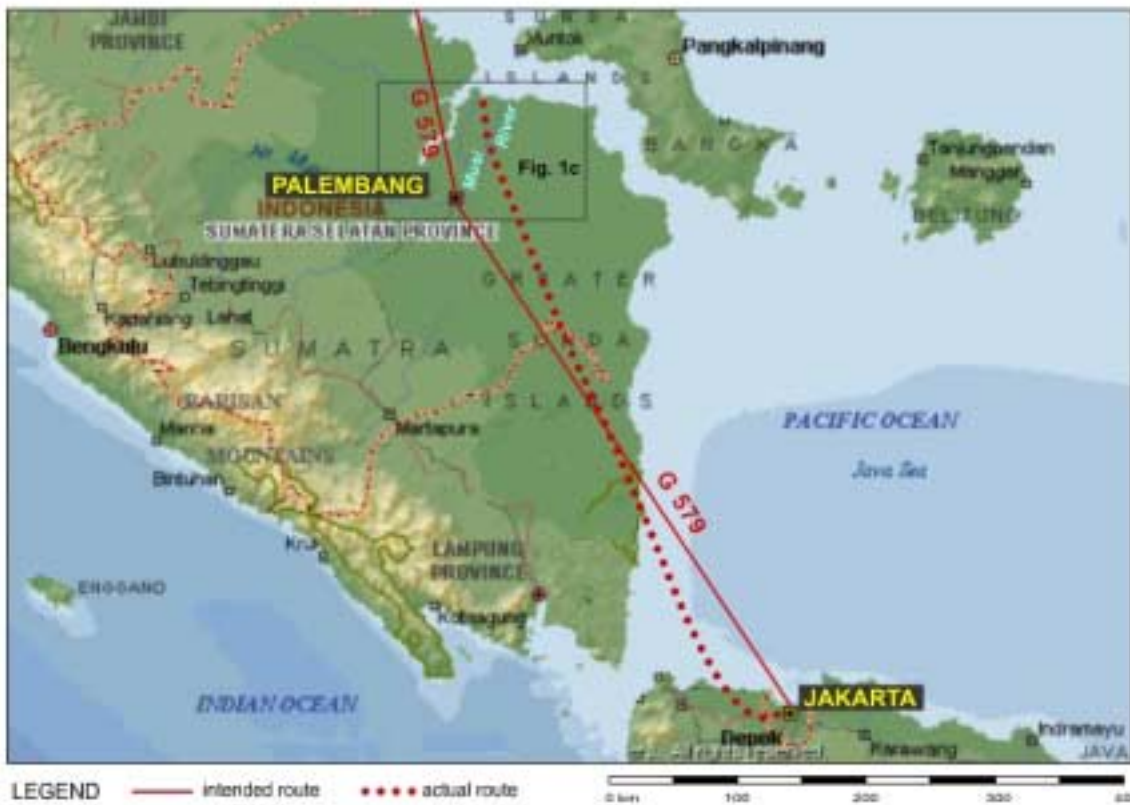 JAMBI
PROVINCE
SUNDA
Muntok
Pangkalpinang
ISLANDS
G 579
Musi River
BANGKA
Tanjungpandan
Manggar
BELITUNG
Fig. 1c
PALEMBANG
INDONESIA
SUMATERA SELATAN PROVINCE
Lubuklinggau
Tebingtinggi
GREATER
Kepahiang
Lahat
Bengkulu
SUMATRA
SUNDA
BARISAN
ISLANDS
Manna
Martapura
PACIFIC OCEAN
MOUNTAINS
Java Sea
Bintuhan
G 579
Krui
LAMPUNG
PROVINCE
ENGGANO
Kotaagung
INDIAN OCEAN
JAKARTA
Depok
Indramayu
Karawang
JAVA
LEGEND
intended route
actual route
0 km
100
200
300